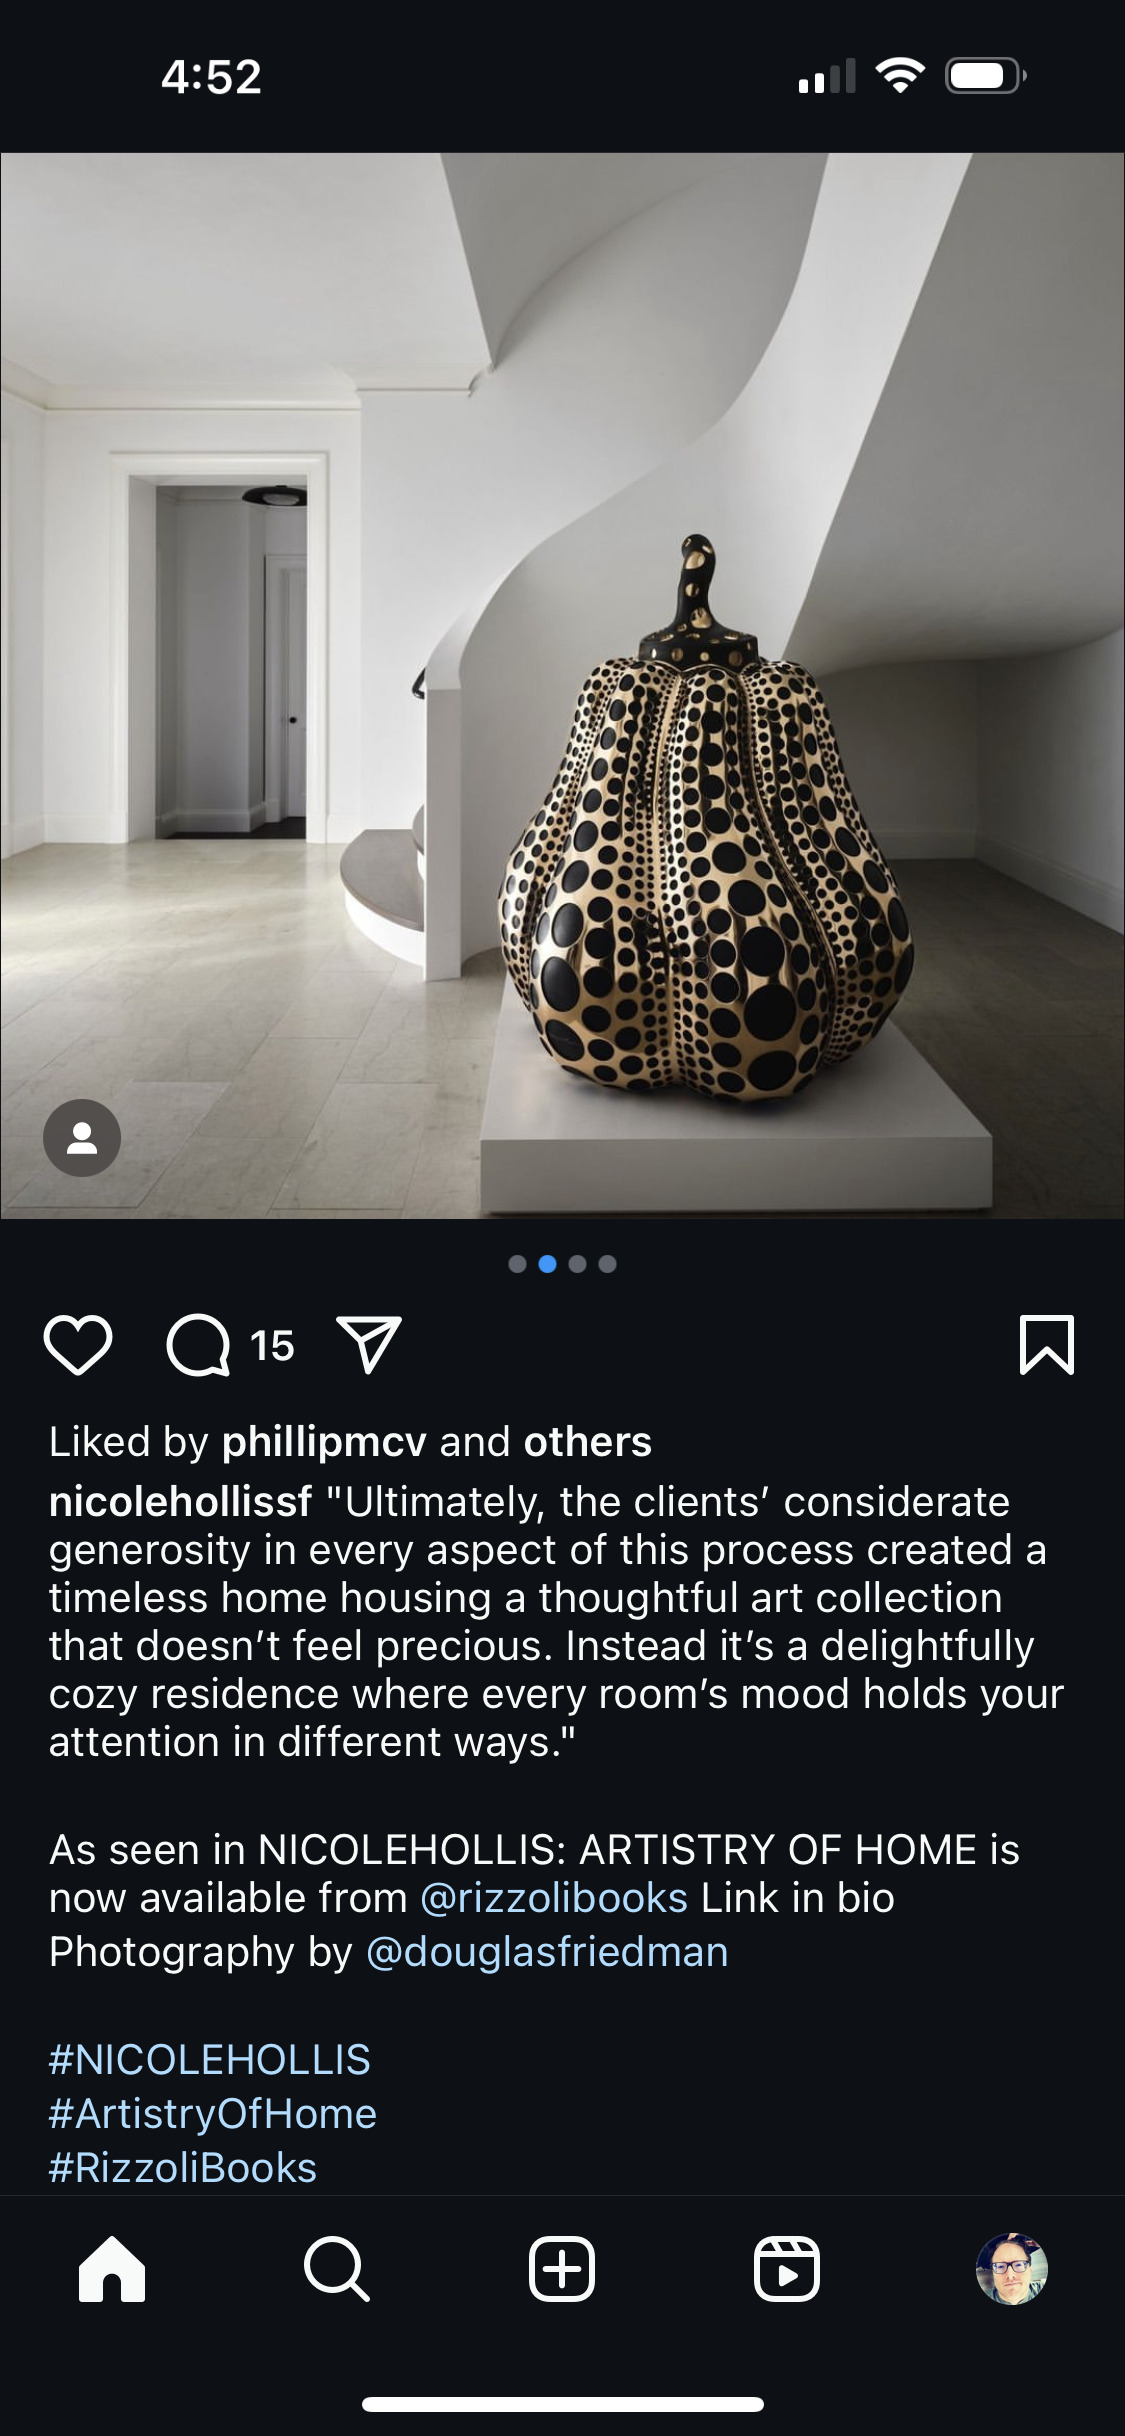 4:52
15
Liked by phillipmcv and others
nicolehollissf "Ultimately, the clients’ considerate
generosity in every aspect of this process created a
timeless home housing a thoughtful art collection
that doesn’t feel precious. Instead it’s a delightfully
cozy residence where every room’s mood holds your
attention in different ways."
As seen in NICOLEHOLLIS: ARTISTRY OF HOME is
now available from @rizzolibooks Link in bio
Photography by @douglasfriedman
#NICOLEHOLLIS
#ArtistryOfHome
#RizzoliBooks